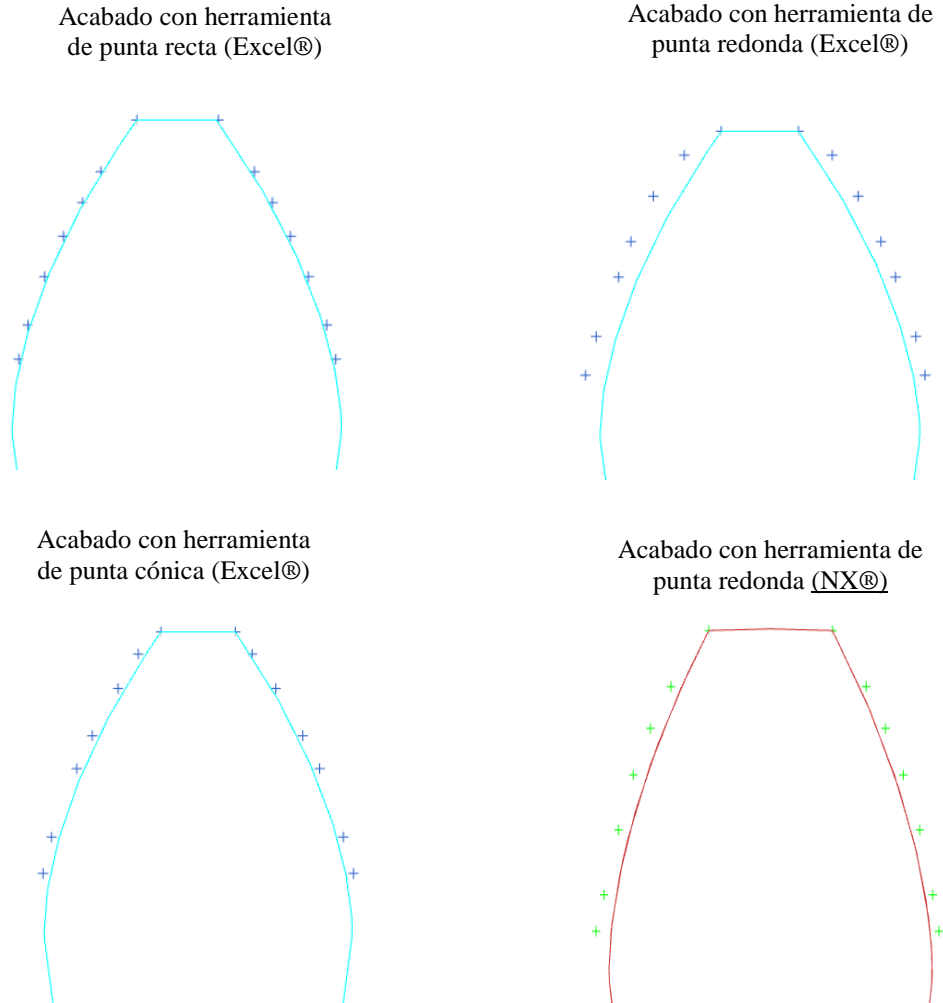 Acabado con herramienta
de punta recta (Excel®)
Acabado con herramienta de
punta redonda (Excel®)
Acabado con herramienta
de punta cónica (Excel®)
Acabado con herramienta de
punta redonda (NX®)